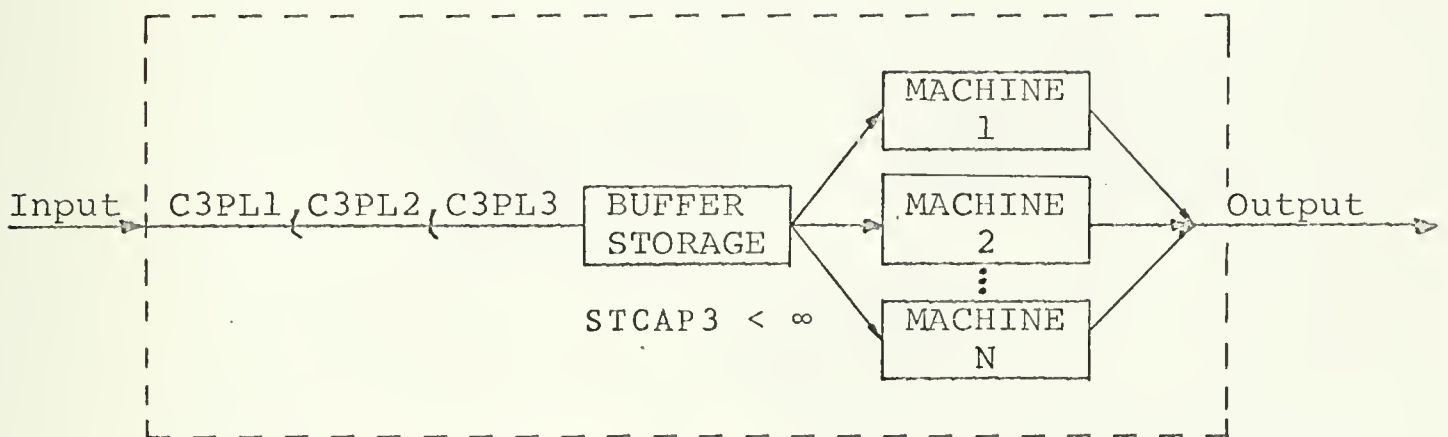 Input
C3PL1
C3PL2
C3PL3
BUFFER
STORAGE
STCAP3 < ∞
MACHINE
1
MACHINE
2
MACHINE
N
Output